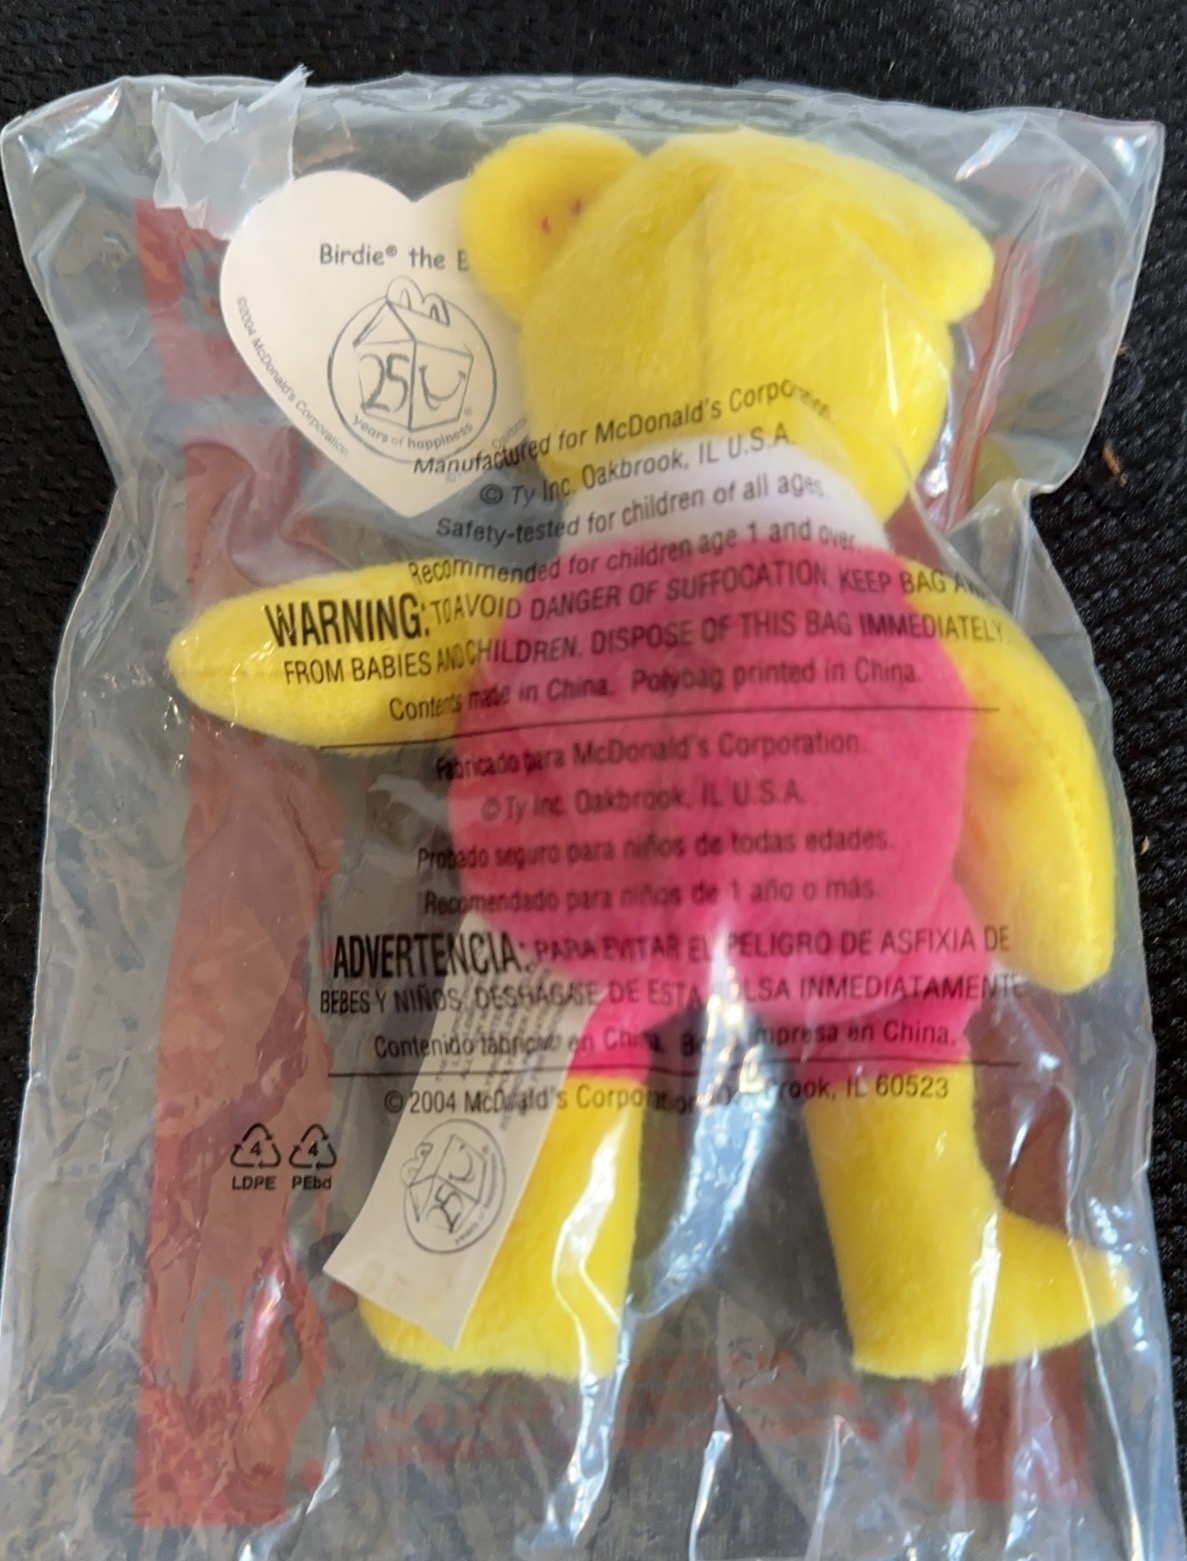 Birdie® the
©2004 McDonald's Corporation
25
years of happiness
Manufactured for McDonald's Corporation
© Ty Inc. Oakbrook, IL U.S.A.
Safety-tested for children of all ages.
Recommended for children age 1 and over.
WARNING: TO AVOID DANGER OF SUFFOCATION, KEEP BAG
FROM BABIES AND CHILDREN. DISPOSE OF THIS BAG IMMEDIATELY.
Contents made in China. Polybag printed in China.
Fabricado para McDonald's Corporation.
© Ty Inc. Oakbrook, IL U.S.A.
Probado seguro para niños de todas edades.
Recomendado para niños de 1 año o más.
ADVERTENCIA: PARA EVITAR EL PELIGRO DE ASFIXIA DE
BEBES Y NIÑOS, DESHAGASE DE ESTA BOLSA INMEDIATAMENTE
Contenido fabricado en China. impresa en China.
© 2004 McDonald's Corporation IL 60523
4 4
LDPE PEbd
25